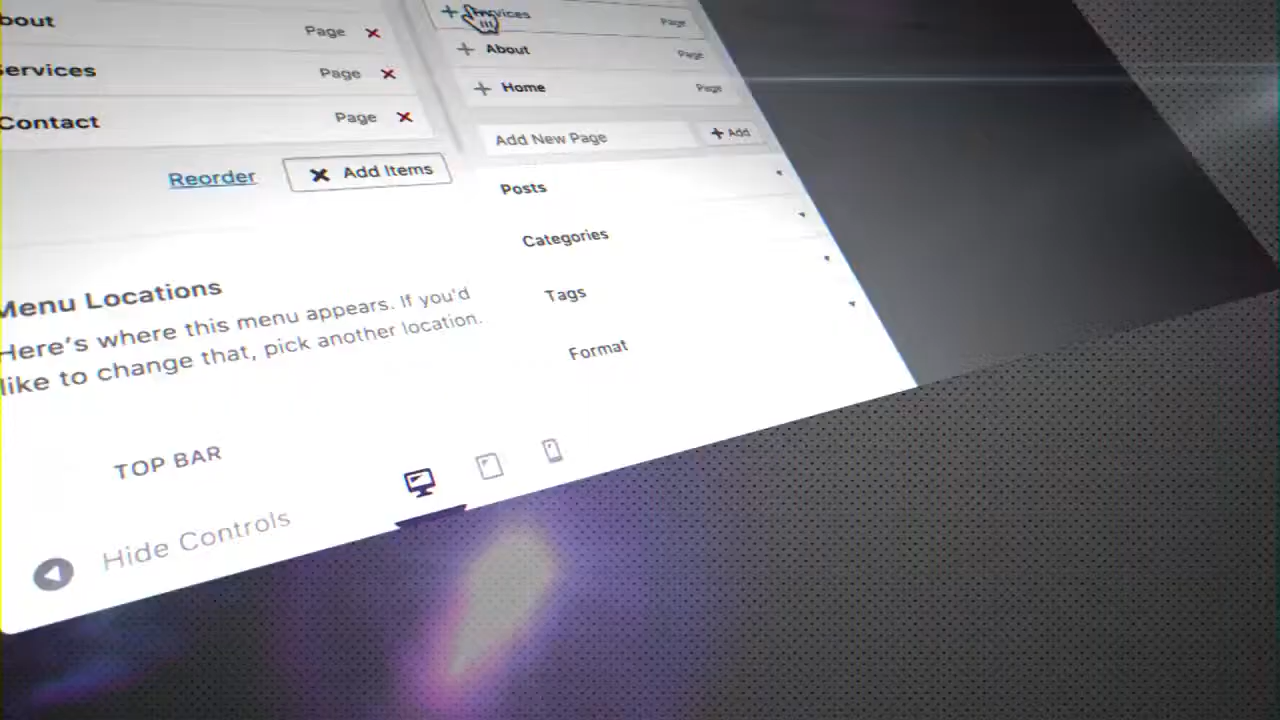 bout Page
ervices Page
Contact Page
Reorder Add Items
Menu Locations
Here's where this menu appears. If you'd
like to change that, pick another location.
TOP BAR
Hide Controls
Services Page
About Page
Home Page
Add New Page Add
Posts
Categories
Tags
Format